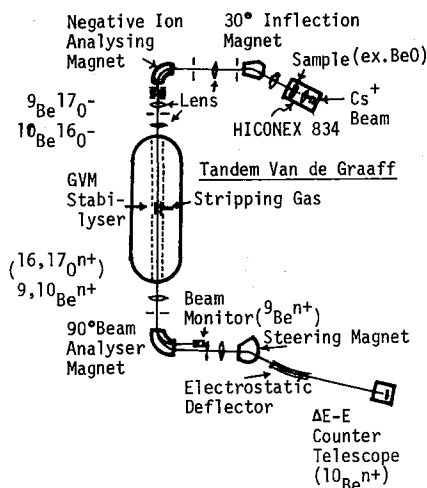 Negative Ion
Analysing
Magnet
30° Inflection
Magnet
Sample(ex.BeO)
Cs⁺
Beam
HICONEX 834
Lens
⁹Be¹⁷O⁻
¹⁰Be¹⁶O⁻
Tandem Van de Graaff
GVM
Stabi-
lyser
Stripping Gas
(¹⁶,¹⁷Oⁿ⁺)
⁹,¹⁰Beⁿ⁺
Beam
Monitor(⁹Beⁿ⁺)
90°Beam
Analyser
Magnet
Steering Magnet
Electrostatic
Deflector
ΔE-E
Counter
Telescope
(¹⁰Beⁿ⁺)